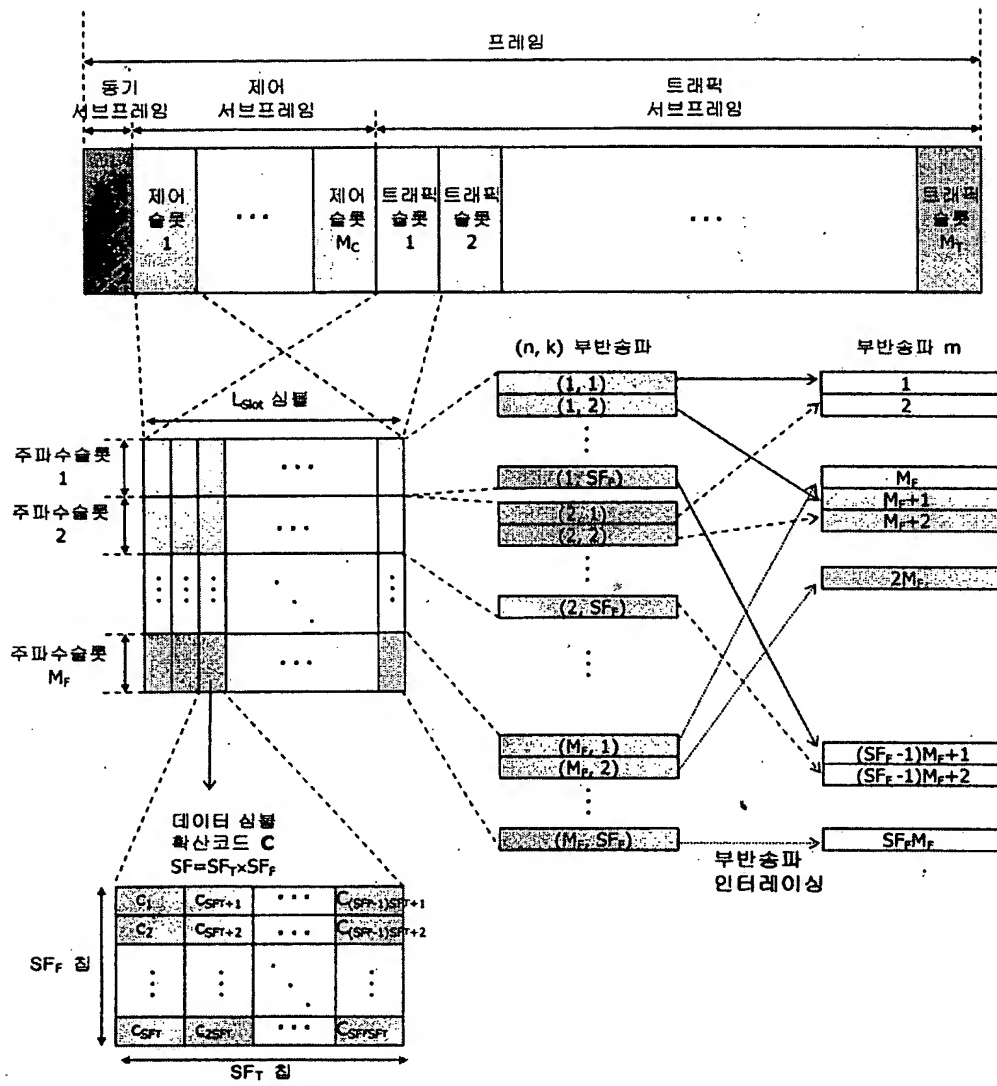 프레임
동기
서브프레임
제어
서브프레임
트래픽
서브프레임
제어
슬롯
1
...
제어
슬롯
M_C
트래픽
슬롯
1
트래픽
슬롯
2
...
트래픽
슬롯
M_T
(n, k) 부반송파
부반송파 m
L_Slot 심볼
주파수슬롯
1
...
주파수슬롯
2
...
주파수슬롯
M_F
...
(1, 1)
(1, 2)
(1, SF_F)
(2, 1)
(2, 2)
(2, SF_F)
(M_F, 1)
(M_F, 2)
(M_F, SF_F)
1
2
M_F
M_F+1
M_F+2
2M_F
(SF_F-1)M_F+1
(SF_F-1)M_F+2
SF_FM_F
부반송파
인터레이싱
데이터 심볼
확산코드 C
SF=SF_T×SF_F
C_1 C_SFT+1 ... C_(SFF-1)SFT+1
C_2 C_SFT+2 ... C_(SFF-1)SFT+2
SF_F 칩
C_SFT C_2SFT ... C_SFFSFT
SF_T 칩